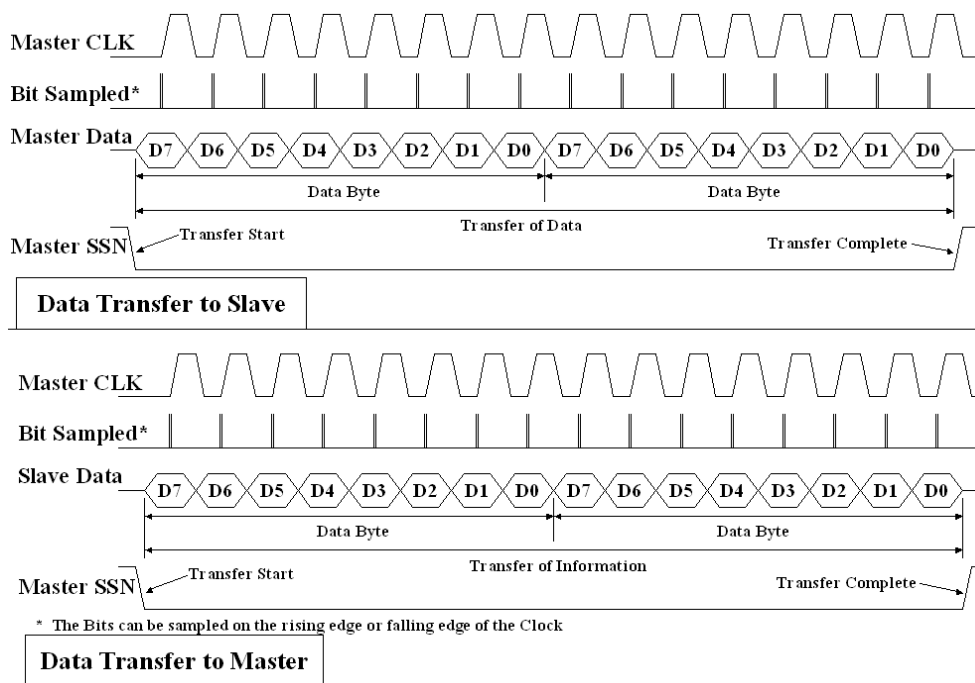 Master CLK
Bit Sampled*
Master Data
D7 D6 D5 D4 D3 D2 D1 D0 D7 D6 D5 D4 D3 D2 D1 D0
Data Byte Data Byte
Transfer of Data
Master SSN
Transfer Start
Transfer Complete
Data Transfer to Slave
Master CLK
Bit Sampled*
Slave Data
D7 D6 D5 D4 D3 D2 D1 D0 D7 D6 D5 D4 D3 D2 D1 D0
Data Byte Data Byte
Transfer of Information
Master SSN
Transfer Start
Transfer Complete
* The Bits can be sampled on the rising edge or falling edge of the Clock
Data Transfer to Master